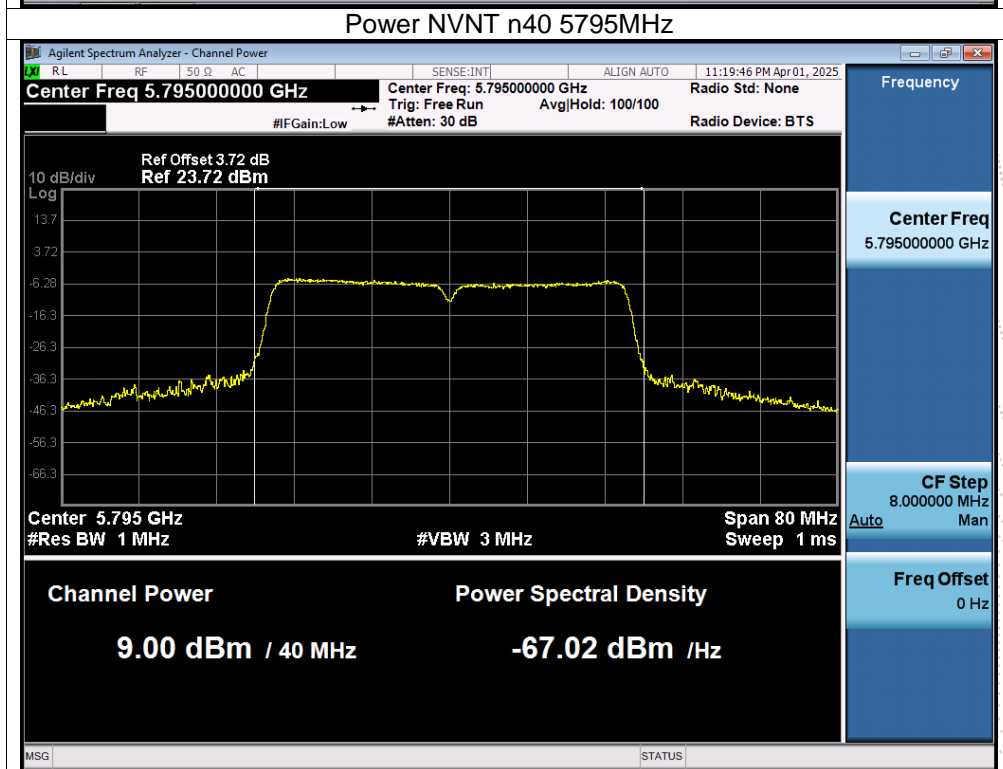 Power NVNT n40 5795MHz
Agilent Spectrum Analyzer - Channel Power
LXI RL RF 50 Ω AC SENSE:INT ALIGN AUTO 11:19:46 PM Apr 01, 2025
Center Freq 5.795000000 GHz
Center Freq: 5.795000000 GHz Radio Std: None
Trig: Free Run Avg|Hold: 100/100
#IFGain:Low #Atten: 30 dB Radio Device: BTS
Ref Offset 3.72 dB
10 dB/div Ref 23.72 dBm
Log
13.7
3.72
-6.28
-16.3
-26.3
-36.3
-46.3
-56.3
-66.3
Center 5.795 GHz Span 80 MHz
#Res BW 1 MHz #VBW 3 MHz Sweep 1 ms
Channel Power Power Spectral Density
9.00 dBm / 40 MHz -67.02 dBm /Hz
MSG STATUS
Frequency
Center Freq
5.795000000 GHz
CF Step
8.000000 MHz
Auto Man
Freq Offset
0 Hz